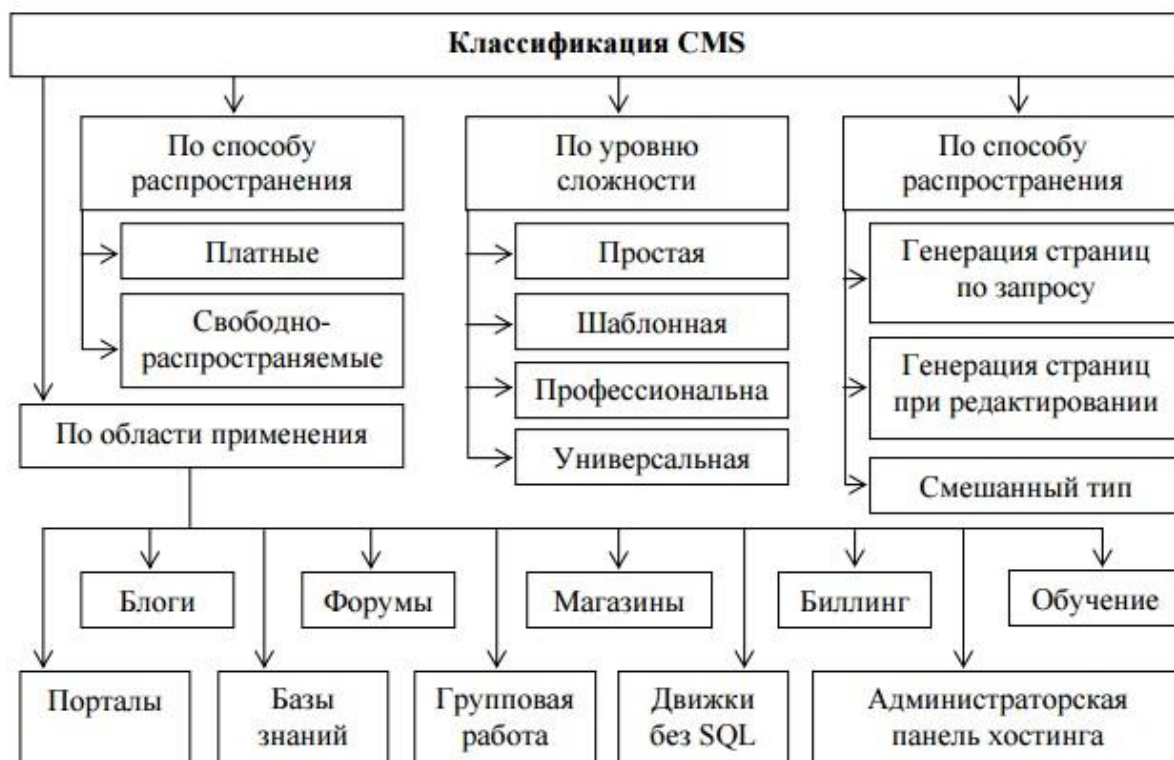 Классификация CMS
По способу
распространения
По уровню
сложности
По способу
распространения
Платные
Свободно-
распространяемые
Простая
Шаблонная
Профессиональна
Универсальная
Генерация страниц
по запросу
Генерация страниц
при редактировании
Смешанный тип
По области применения
Блоги
Форумы
Магазины
Биллинг
Обучение
Порталы
Базы
знаний
Групповая
работа
Движки
без SQL
Администраторская
панель хостинга